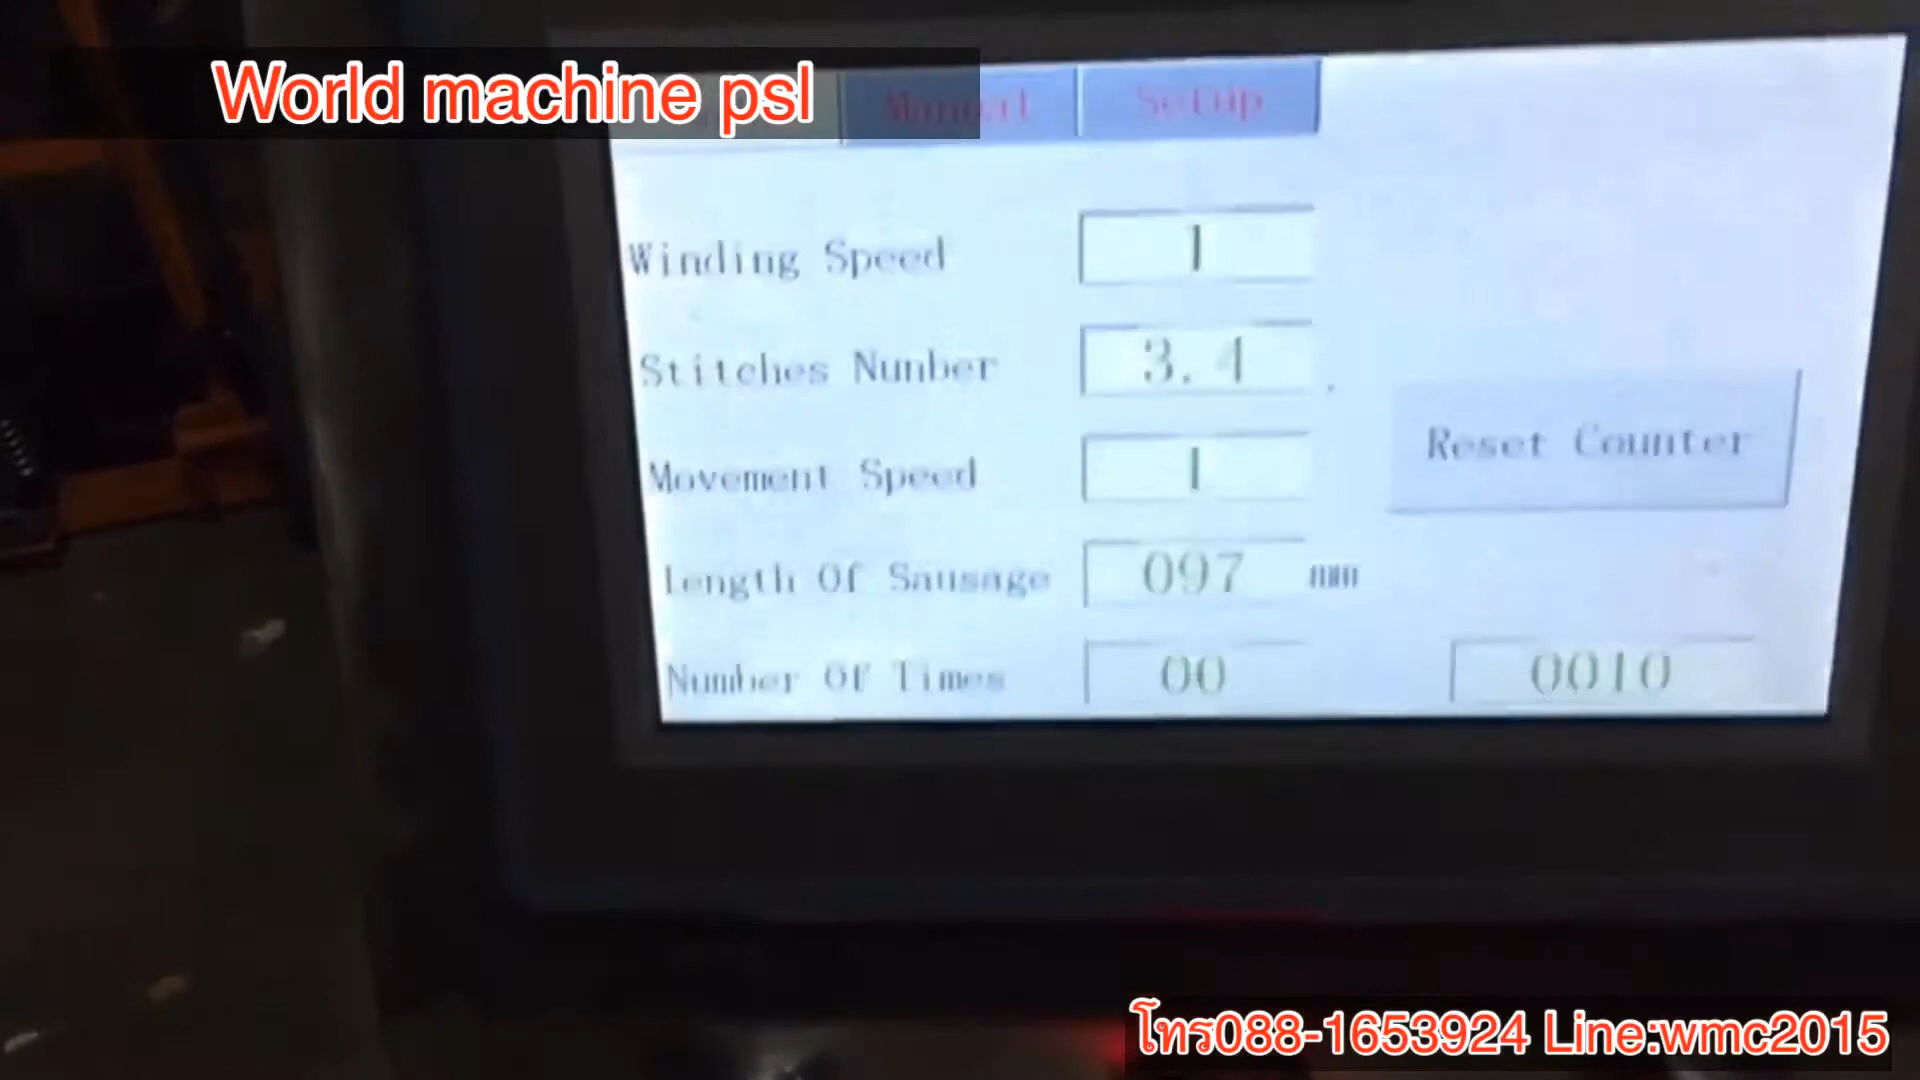 World machine psl
Manual Setup
Winding Speed 1
Stitches Nunber 3.4
Movement Speed 1
Length Of Sausage 097 mm
Reset Counter
Number Of Times 00 0010
โทร088-1653924 Line:wmc2015